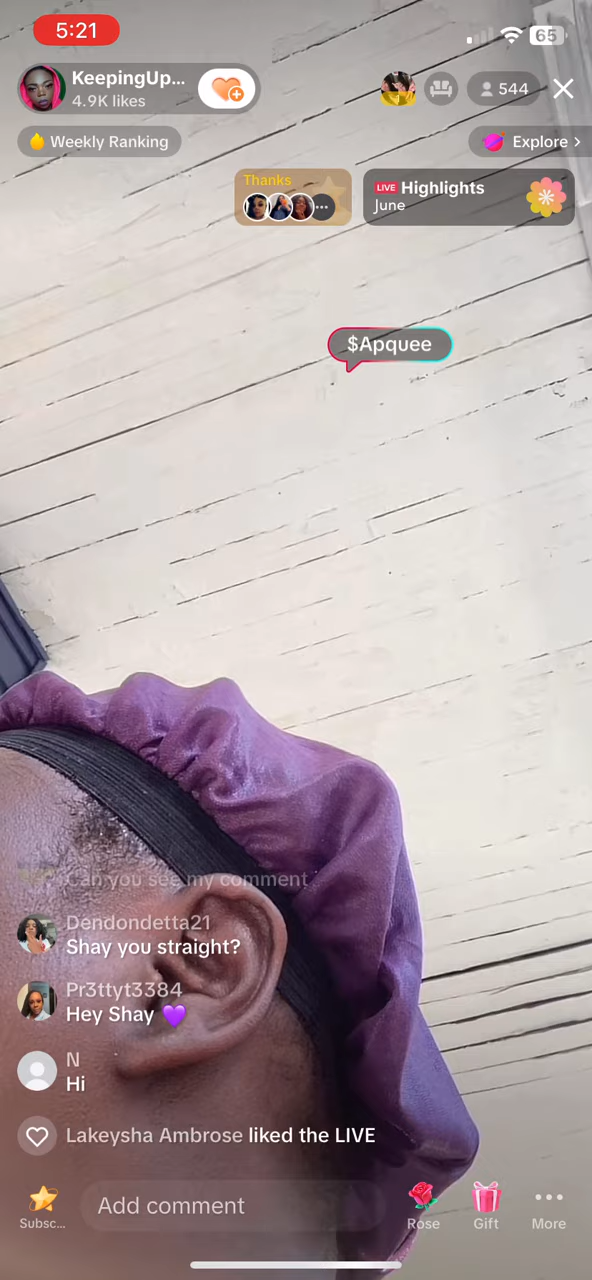 5:21
65
KeepingUp...
4.9K likes
544
Weekly Ranking
Explore >
Thanks
LIVE Highlights
June
$Apquee
Can you see my comment
Dendondetta21
Shay you straight?
Pr3ttyt3384
Hey Shay 💜
N
Hi
Lakeysha Ambrose liked the LIVE
Subsc...
Add comment
Rose
Gift
More